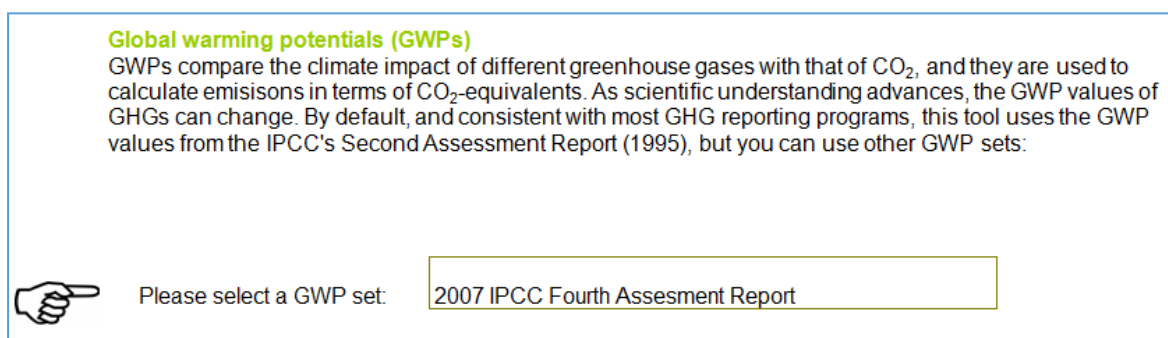 Global warming potentials (GWPs)
GWPs compare the climate impact of different greenhouse gases with that of CO₂, and they are used to
calculate emisisons in terms of CO₂-equivalents. As scientific understanding advances, the GWP values of
GHGs can change. By default, and consistent with most GHG reporting programs, this tool uses the GWP
values from the IPCC's Second Assessment Report (1995), but you can use other GWP sets:
Please select a GWP set: 2007 IPCC Fourth Assesment Report